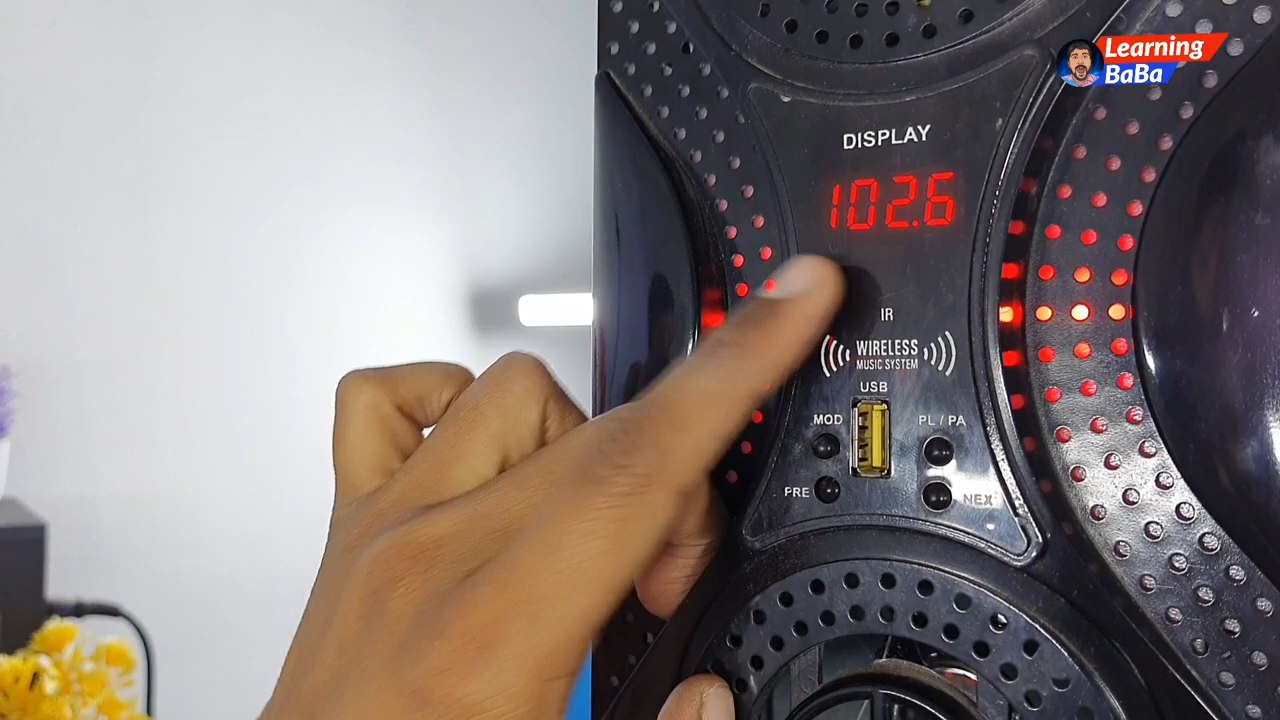 Learning
BaBa
DISPLAY
102.6
IR
WIRELESS
MUSIC SYSTEM
USB
MOD
PL / PA
PRE
NEX